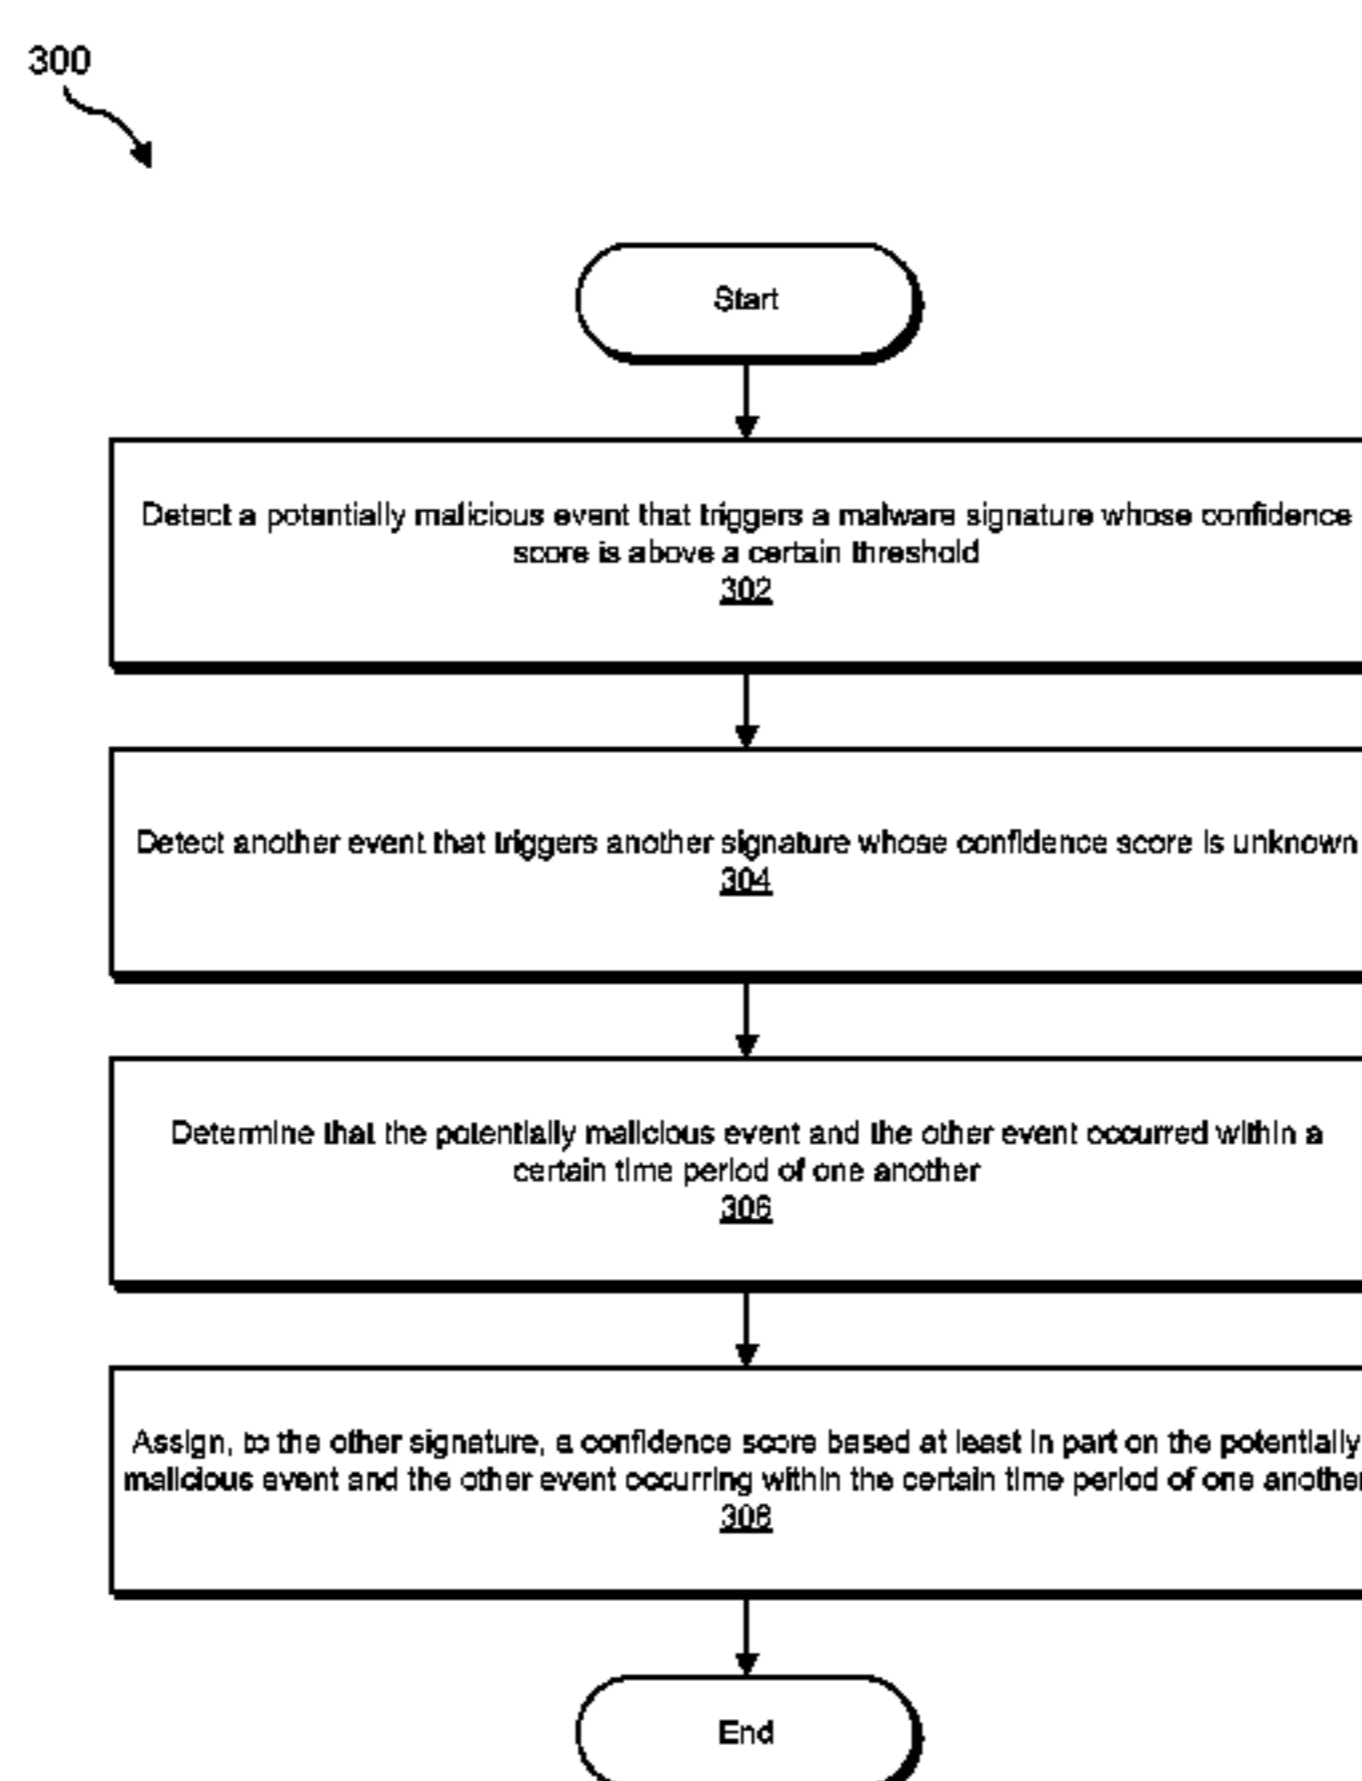 300
Start
Detect a potentially malicious event that triggers a malware signature whose confidence
score is above a certain threshold
302
Detect another event that triggers another signature whose confidence score is unknown
304
Determine that the potentially malicious event and the other event occurred within a
certain time period of one another
306
Assign, to the other signature, a confidence score based at least in part on the potentially
malicious event and the other event occurring within the certain time period of one another
308
End